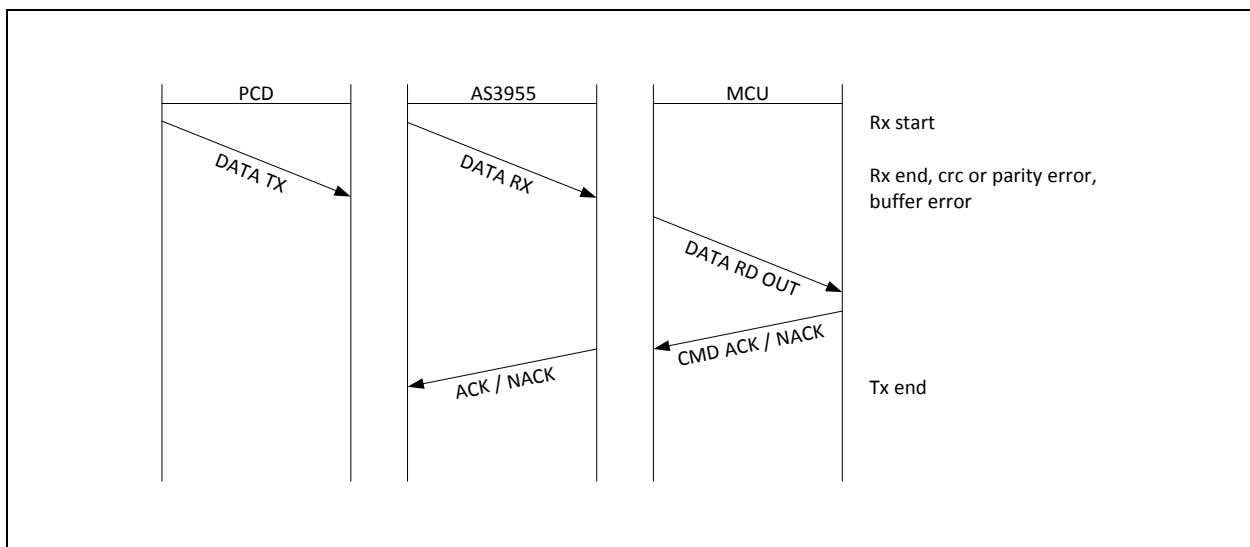 PCD
AS3955
MCU
Rx start
DATA TX
DATA RX
Rx end, crc or parity error,
buffer error
DATA RD OUT
CMD ACK / NACK
ACK / NACK
Tx end